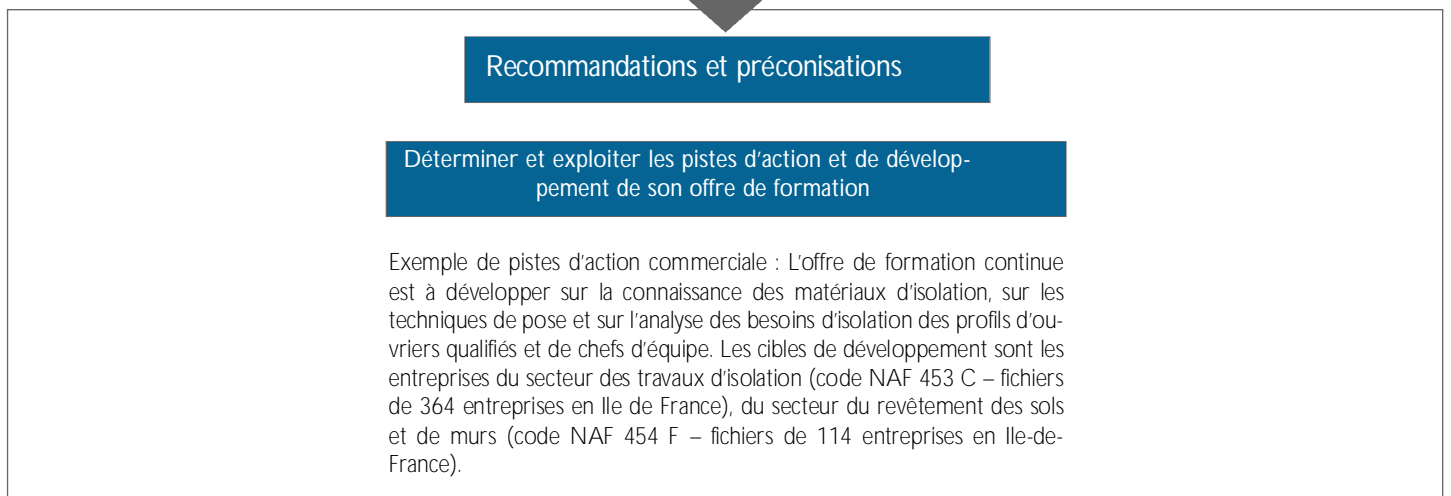 Recommandations et préconisations
Déterminer et exploiter les pistes d'action et de dévelop-
pement de son offre de formation
Exemple de pistes d'action commerciale : L'offre de formation continue
est à développer sur la connaissance des matériaux d'isolation, sur les
techniques de pose et sur l'analyse des besoins d'isolation des profils d'ou-
vriers qualifiés et de chefs d'équipe. Les cibles de développement sont les
entreprises du secteur des travaux d'isolation (code NAF 453 C – fichiers
de 364 entreprises en Ile de France), du secteur du revêtement des sols
et de murs (code NAF 454 F – fichiers de 114 entreprises en Ile-de-
France).